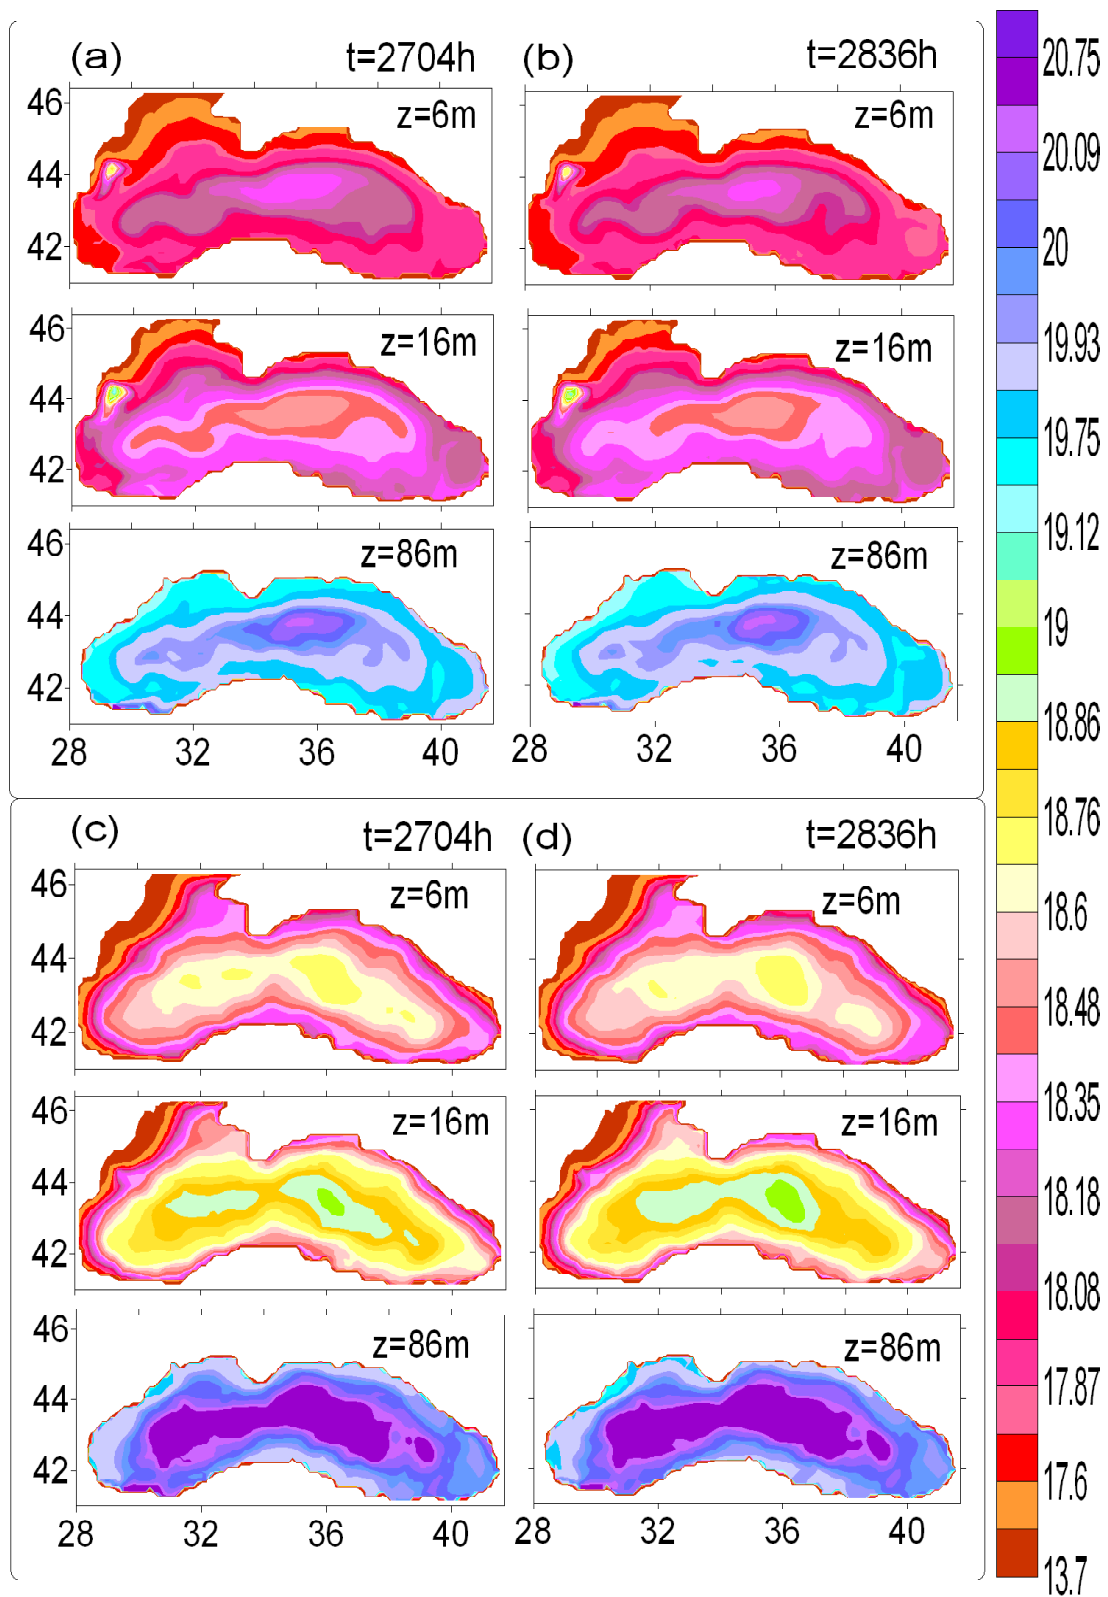 (a) t=2704h (b) t=2836h
46 z=6m z=6m
44
42
46 z=16m z=16m
44
42
46 z=86m z=86m
44
42
28 32 36 40 28 32 36 40
(c) t=2704h (d) t=2836h
46 z=6m z=6m
44
42
46 z=16m z=16m
44
42
46 z=86m z=86m
44
42
28 32 36 40 28 32 36 40
20.75
20.09
20
19.93
19.75
19.12
19
18.86
18.76
18.6
18.48
18.35
18.18
18.08
17.87
17.6
13.7